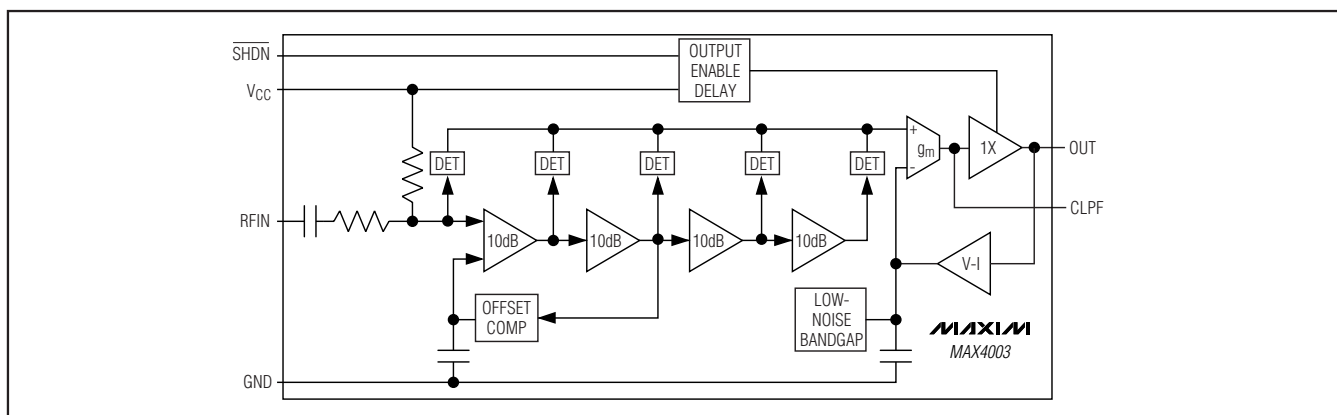 SHDN
OUTPUT
ENABLE
DELAY
VCC
DET
DET
DET
DET
DET
+
gm
-
1X
OUT
CLPF
RFIN
10dB
10dB
10dB
10dB
V-I
OFFSET
COMP
LOW-
NOISE
BANDGAP
MAXIM
MAX4003
GND